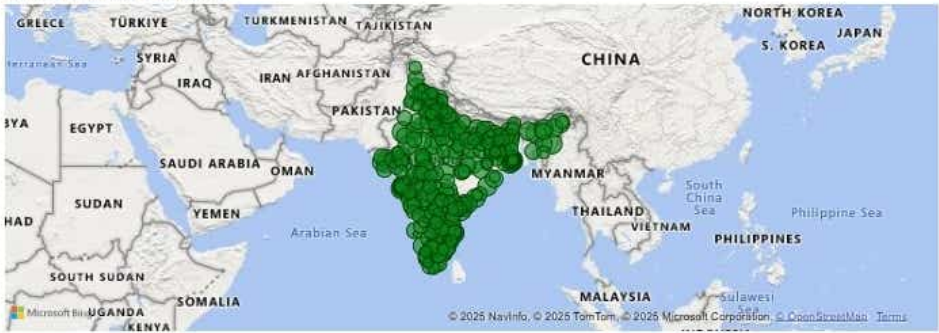 GREECE
TÜRKIYE
TURKMENISTAN
TAJIKISTAN
NORTH KOREA
JAPAN
S. KOREA
SYRIA
CHINA
IRAQ
IRAN
AFGHANISTAN
PAKISTAN
EGYPT
SAUDI ARABIA
OMAN
MYANMAR
SUDAN
YEMEN
THAILAND
South
China
Sea
Philippine Sea
VIETNAM
Arabian Sea
PHILIPPINES
SOUTH SUDAN
SOMALIA
MALAYSIA
Sulawesi
Microsoft
UGANDA
KENYA
© 2025 NavInfo, © 2025 TomTom, © 2025 Microsoft Corporation, © OpenStreetMap Terms